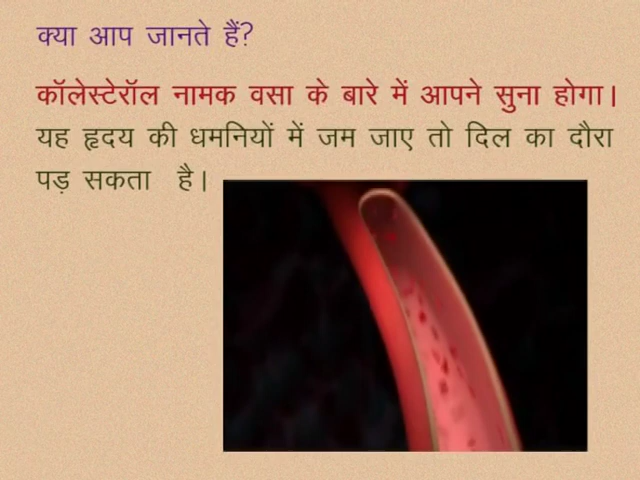 क्या आप जानते हैं?
कॉलेस्टेरॉल नामक वसा के बारे में आपने सुना होगा।
यह हृदय की धमनियों में जम जाए तो दिल का दौरा
पड़ सकता है।